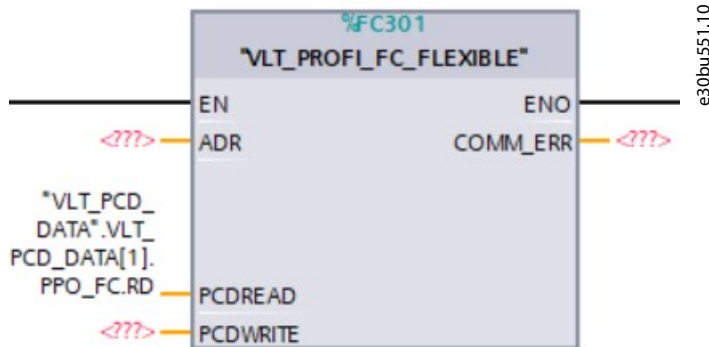 %FC301
"VLT_PROFI_FC_FLEXIBLE"
EN ENO
<???> ADR COMM_ERR <???>
"VLT_PCD_
DATA".VLT_
PCD_DATA[1].
PPO_FC.RD PCDREAD
<???> PCDWRITE
e30bu551.10